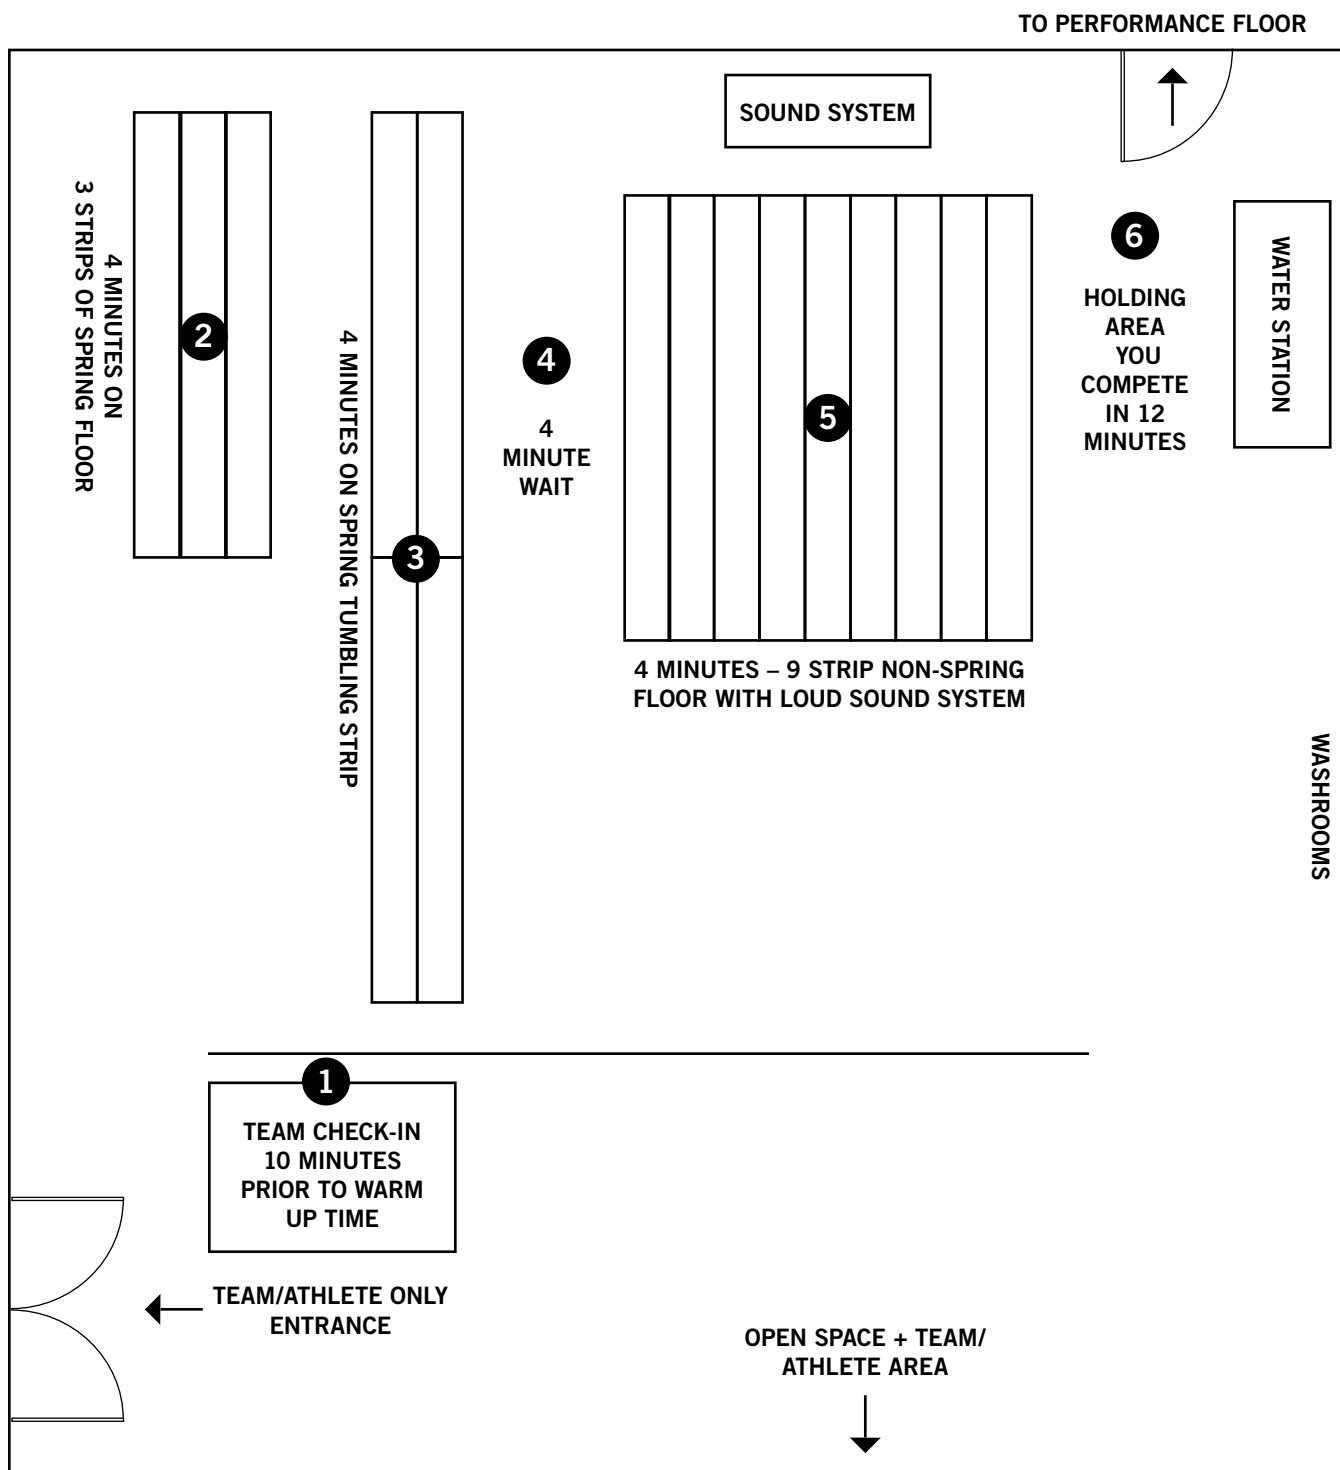 TO PERFORMANCE FLOOR
SOUND SYSTEM
4 MINUTES ON
3 STRIPS OF SPRING FLOOR
2
4 MINUTES ON SPRING TUMBLING STRIP
3
4
4
MINUTE
WAIT
5
4 MINUTES – 9 STRIP NON-SPRING
FLOOR WITH LOUD SOUND SYSTEM
6
HOLDING
AREA
YOU
COMPETE
IN 12
MINUTES
WATER STATION
WASHROOMS
1
TEAM CHECK-IN
10 MINUTES
PRIOR TO WARM
UP TIME
TEAM/ATHLETE ONLY
ENTRANCE
OPEN SPACE + TEAM/
ATHLETE AREA